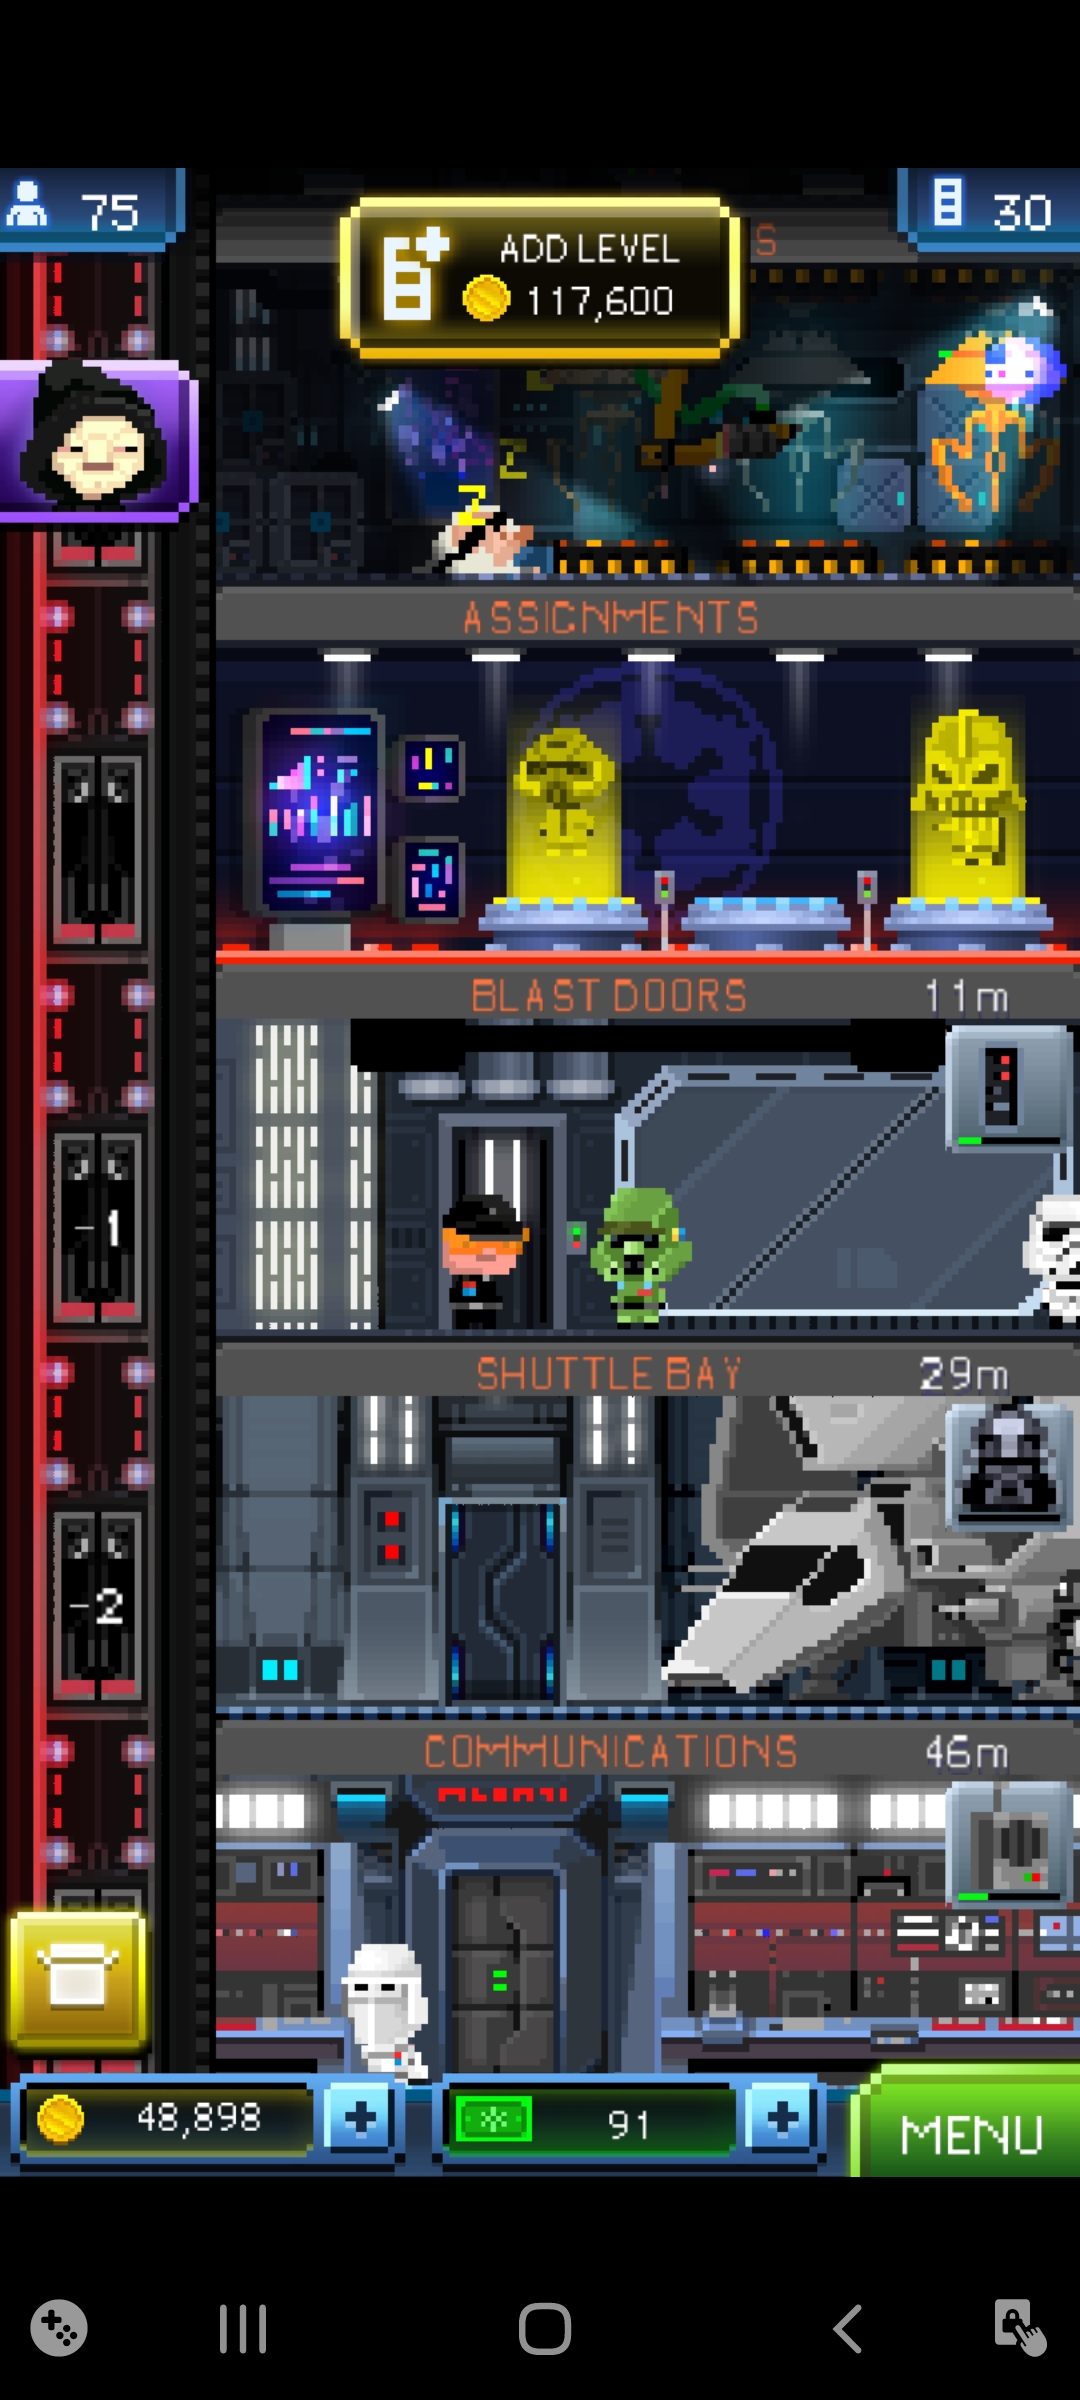 75
ADD LEVEL
117,600
30
S
Z
Z
ASSIGNMENTS
BLAST DOORS 11m
-1
SHUTTLE BAY 29m
-2
COMMUNICATIONS 46m
48,898
91
MENU